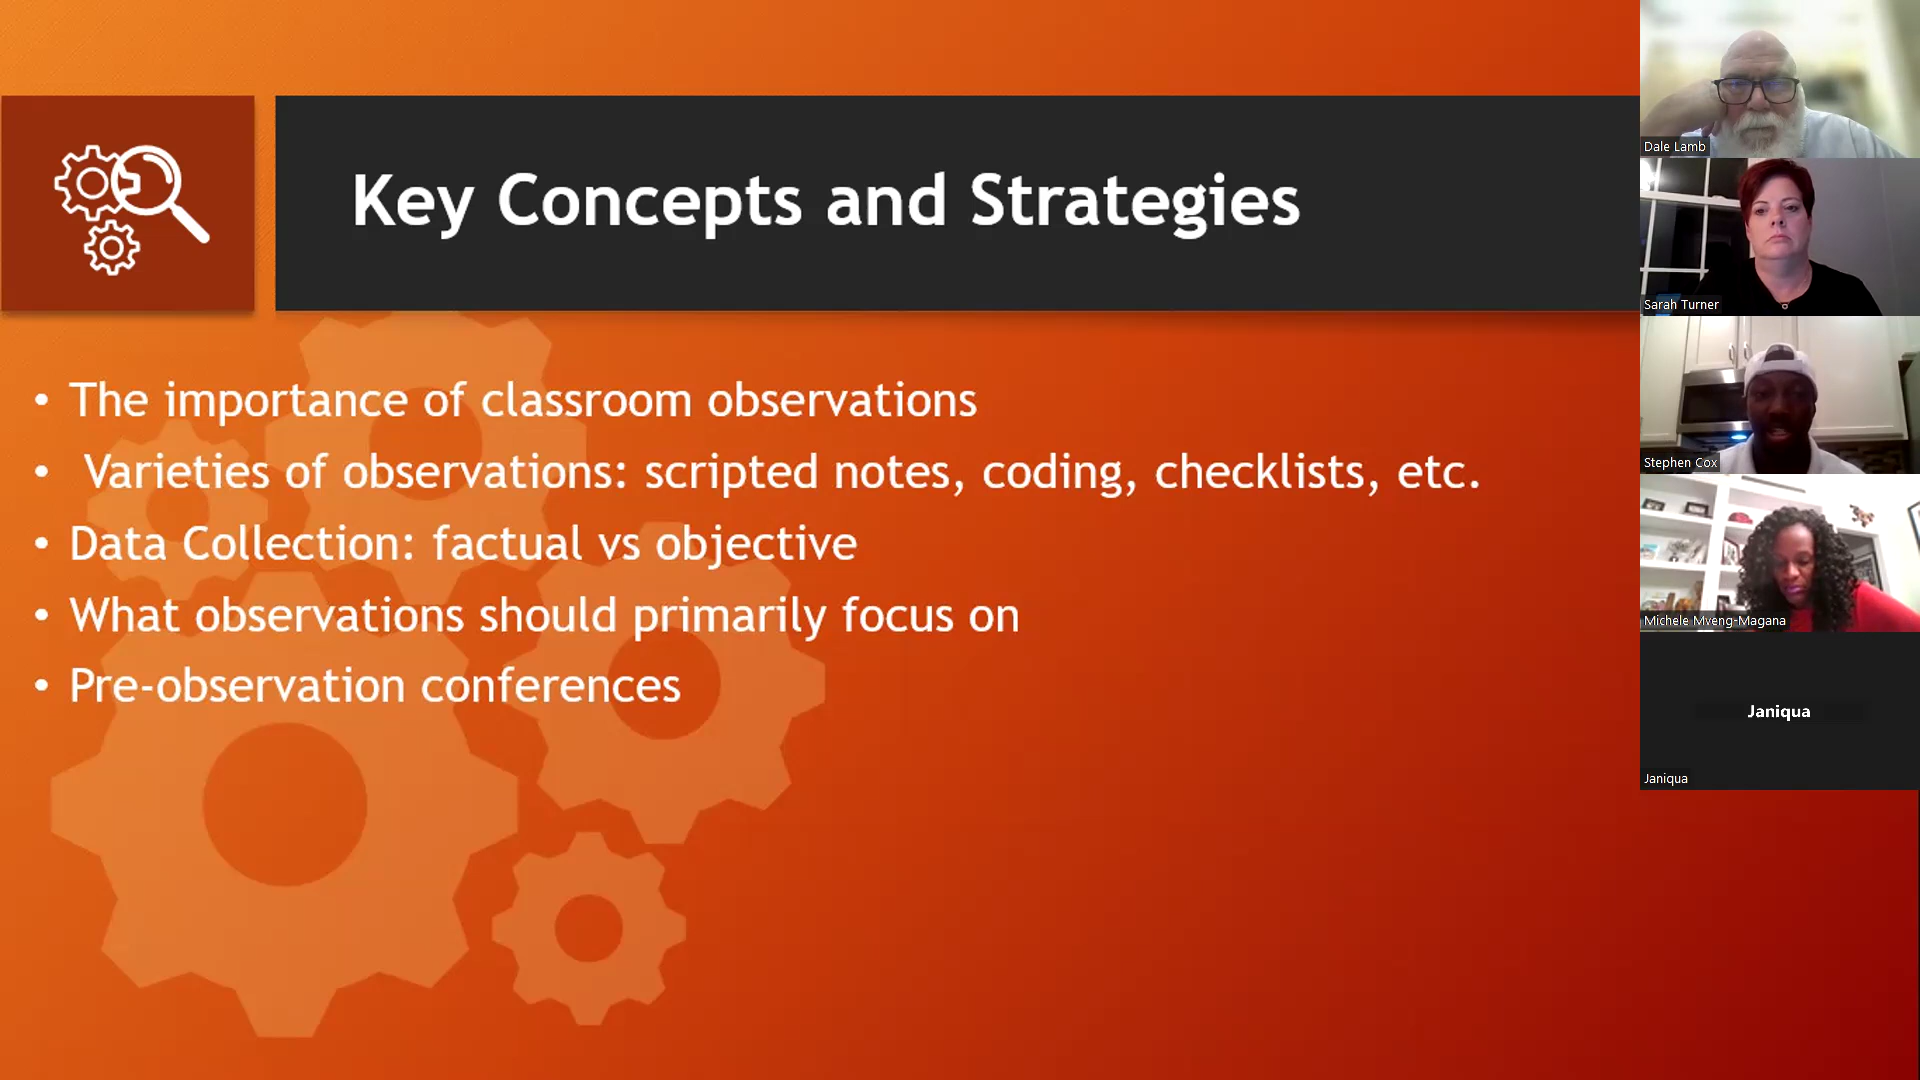 Key Concepts and Strategies
• The importance of classroom observations
• Varieties of observations: scripted notes, coding, checklists, etc.
• Data Collection: factual vs objective
• What observations should primarily focus on
• Pre-observation conferences
Dale Lamb
Sarah Turner
Stephen Cox
Michele Mveng-Magana
Janiqua
Janiqua